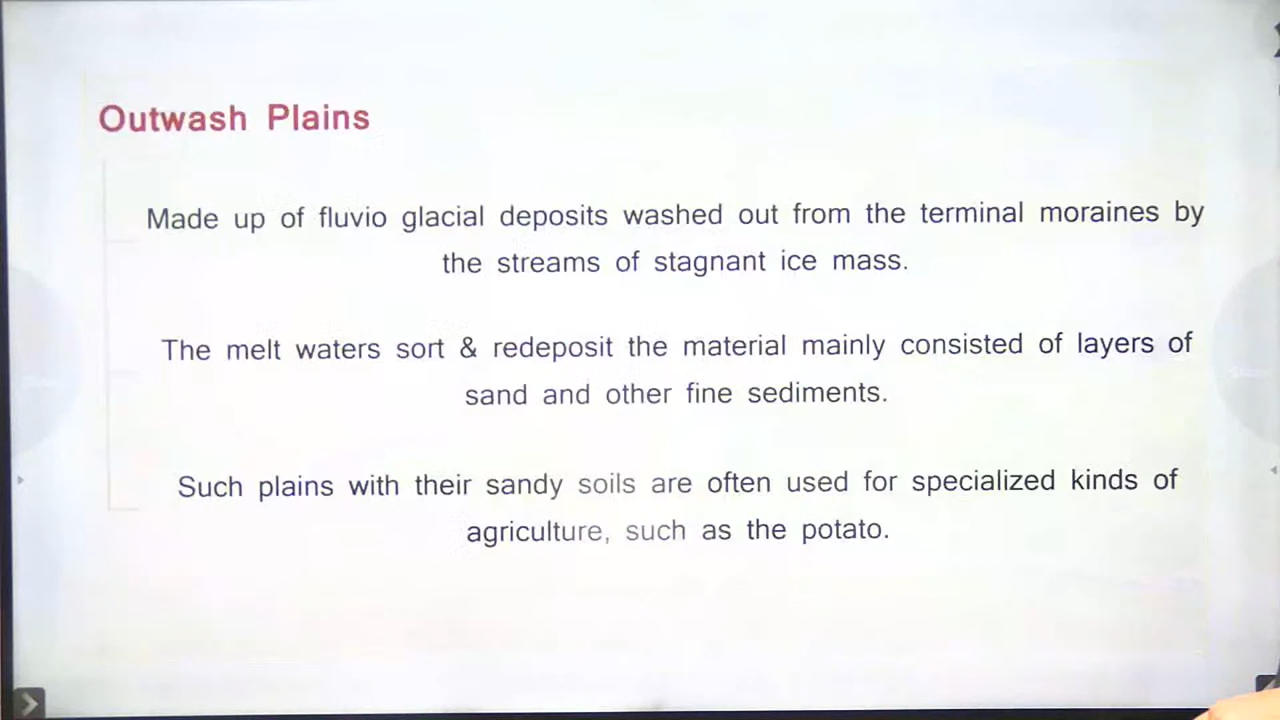 Outwash Plains
Made up of fluvio glacial deposits washed out from the terminal moraines by
the streams of stagnant ice mass.
The melt waters sort & redeposit the material mainly consisted of layers of
sand and other fine sediments.
Such plains with their sandy soils are often used for specialized kinds of
agriculture, such as the potato.